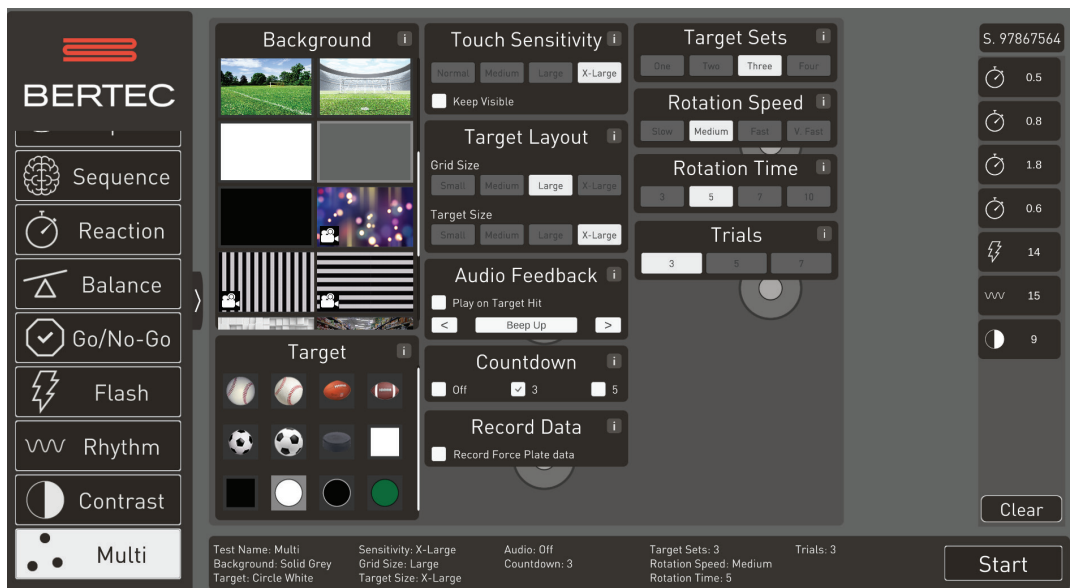 BERTEC
Sequence
Reaction
Balance
Go/No-Go
Flash
Rhythm
Contrast
Multi
Background i
Target i
Touch Sensitivity i
Normal Medium Large X-Large
Keep Visible
Target Layout i
Grid Size
Small Medium Large X-Large
Target Size
Small Medium Large X-Large
Audio Feedback i
Play on Target Hit
< Beep Up >
Countdown i
Off 3 5
Record Data i
Record Force Plate data
Target Sets i
One Two Three Four
Rotation Speed i
Slow Medium Fast V. Fast
Rotation Time i
3 5 7 10
Trials i
3 5 7
S. 97867564
0.5
0.8
1.8
0.6
14
15
9
Clear
Test Name: Multi
Background: Solid Grey
Target: Circle White
Sensitivity: X-Large
Grid Size: Large
Target Size: X-Large
Audio: Off
Countdown: 3
Target Sets: 3
Rotation Speed: Medium
Rotation Time: 5
Trials: 3
Start